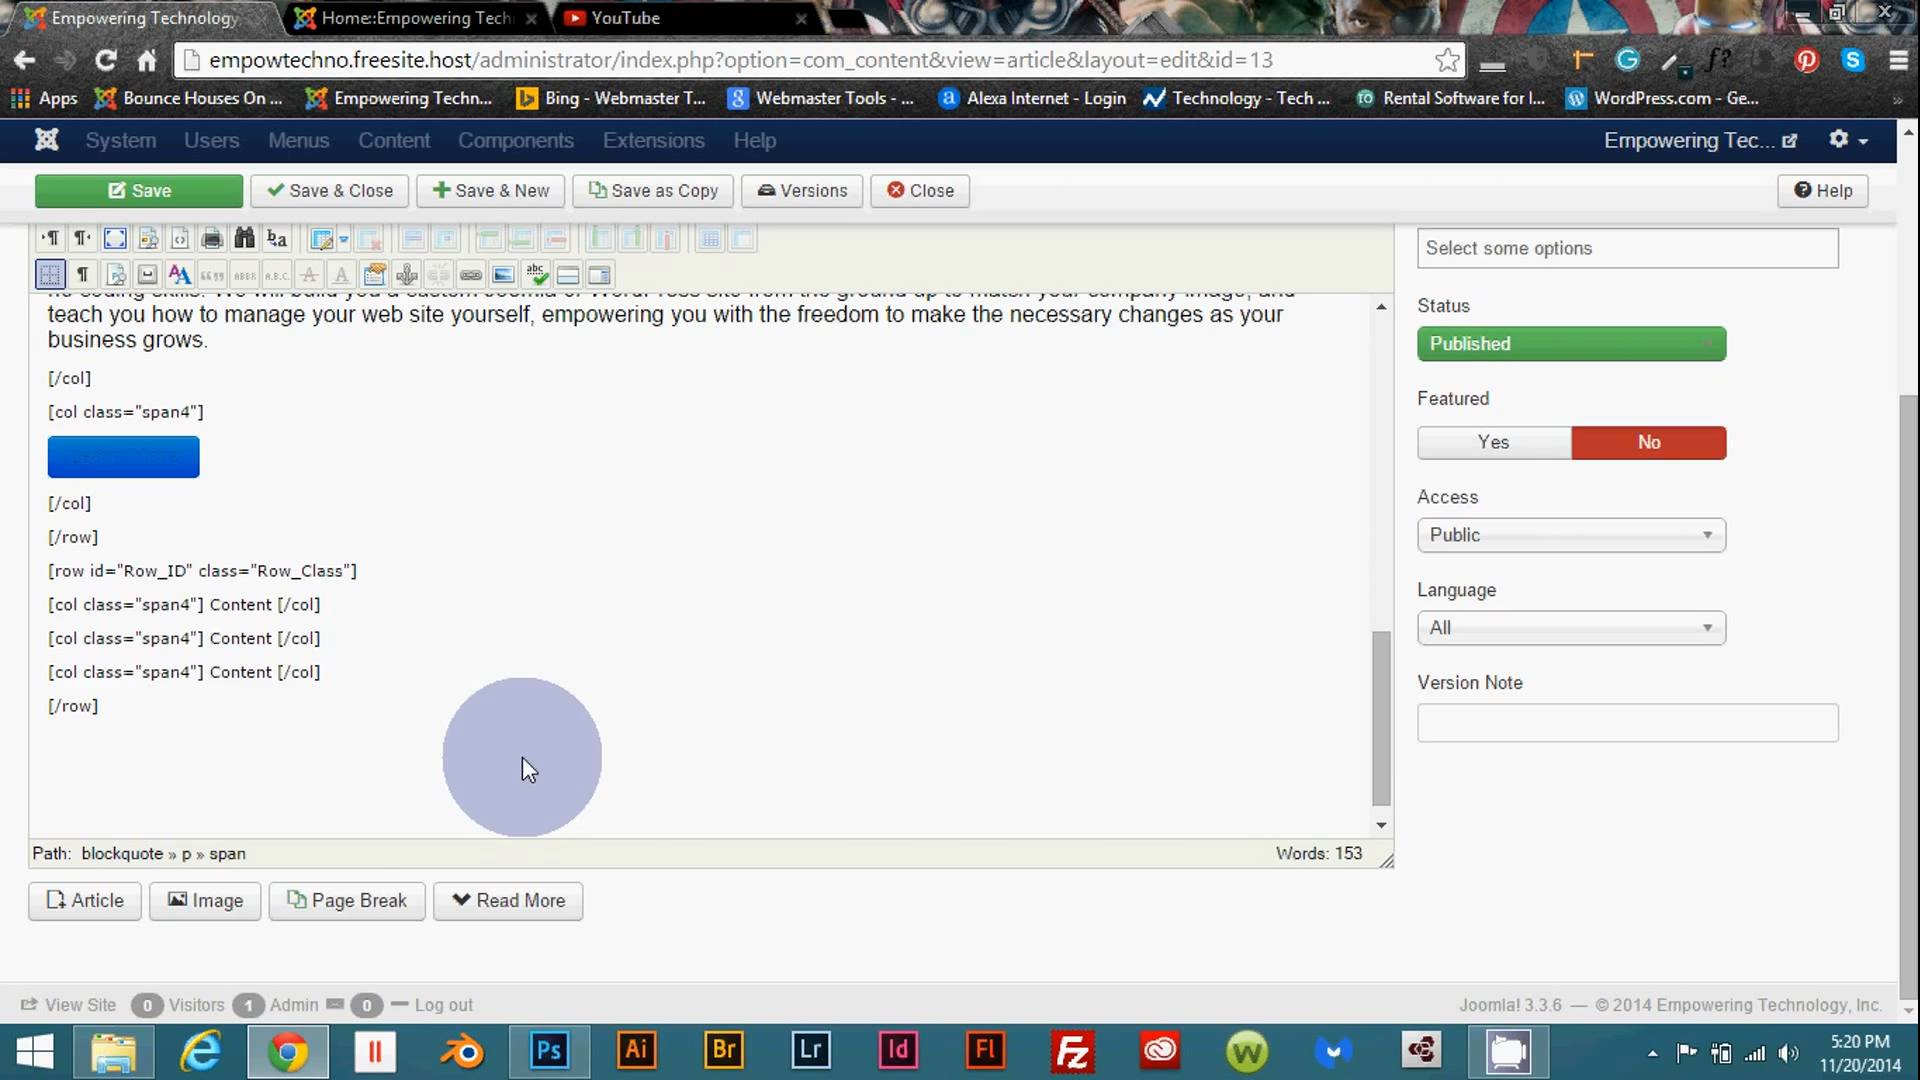 Empowering Technology
Home::Empowering Tech
YouTube
empowtechno.freesite.host/administrator/index.php?option=com_content&view=article&layout=edit&id=13
Apps
Bounce Houses On ...
Empowering Techn...
Bing - Webmaster T...
Webmaster Tools - ...
Alexa Internet - Login
Technology - Tech ...
Rental Software for I...
WordPress.com - Ge...
System
Users
Menus
Content
Components
Extensions
Help
Empowering Tec...
Save
Save & Close
Save & New
Save as Copy
Versions
Close
Help
teach you how to manage your web site yourself, empowering you with the freedom to make the necessary changes as your
business grows.
[/col]
[col class="span4"]
[/col]
[/row]
[row id="Row_ID" class="Row_Class"]
[col class="span4"] Content [/col]
[col class="span4"] Content [/col]
[col class="span4"] Content [/col]
[/row]
Path: blockquote » p » span
Words: 153
Article
Image
Page Break
Read More
Select some options
Status
Published
Featured
Yes
No
Access
Public
Language
All
Version Note
View Site
0
Visitors
1
Admin
0
Log out
Joomla! 3.3.6 — © 2014 Empowering Technology, Inc.
Ps
Ai
Br
Lr
Id
Fl
Fz
5:20 PM
11/20/2014